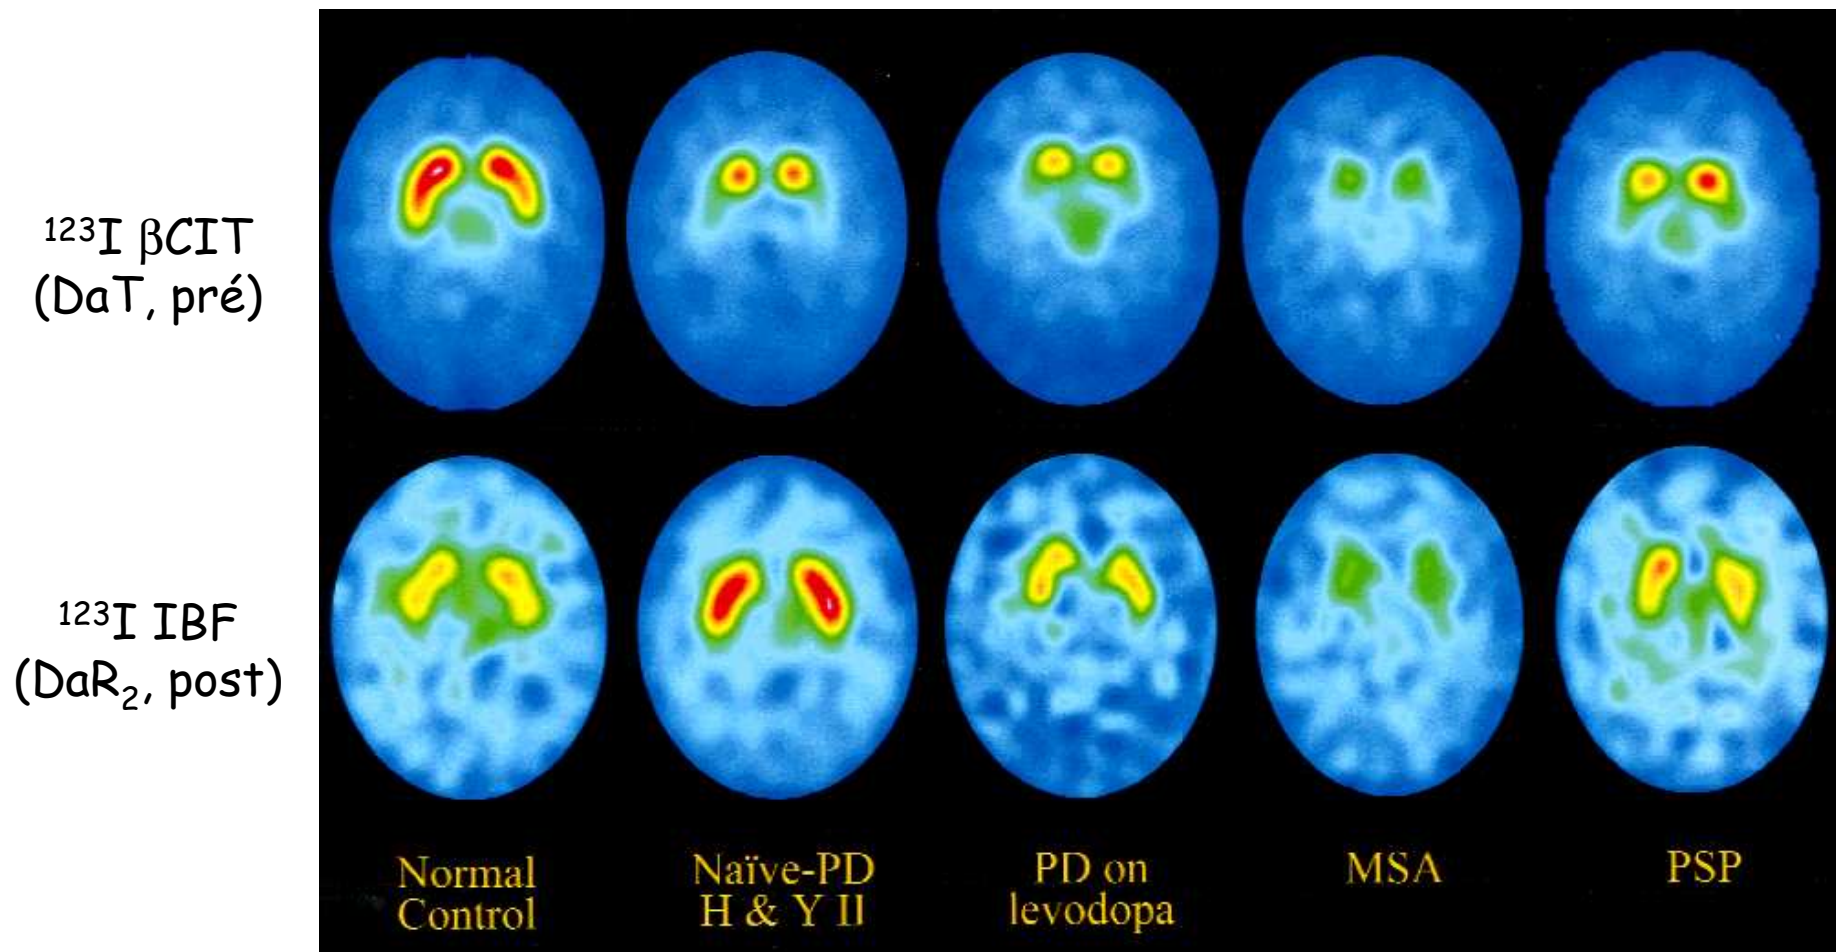 ¹²³I βCIT
(DaT, pré)
¹²³I IBF
(DaR₂, post)
Normal
Control
Naïve-PD
H & Y II
PD on
levodopa
MSA
PSP